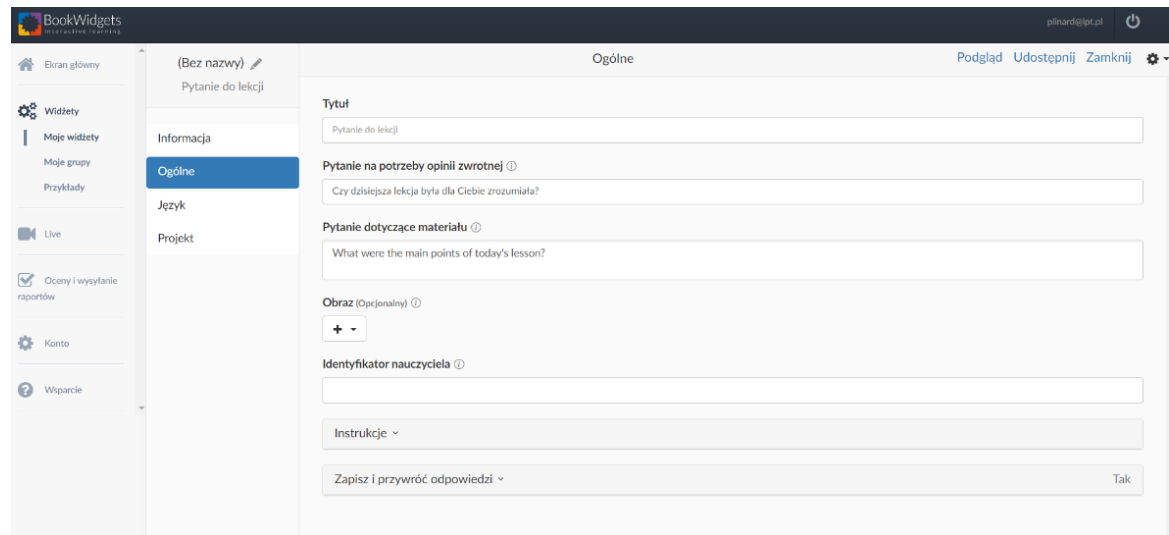 BookWidgets
interactive learning
plinard@ipt.pl
Ekran główny
Widżety
Moje widżety
Moje grupy
Przykłady
Live
Oceny i wysyłanie
raportów
Konto
Wsparcie
(Bez nazwy)
Pytanie do lekcji
Informacja
Ogólne
Język
Projekt
Ogólne
Podgląd Udostępnij Zamknij
Tytuł
Pytanie do lekcji
Pytanie na potrzeby opinii zwrotnej
Czy dzisiejsza lekcja była dla Ciebie zrozumiała?
Pytanie dotyczące materiału
What were the main points of today's lesson?
Obraz (Opcjonalny)
Identyfikator nauczyciela
Instrukcje
Zapisz i przywróć odpowiedzi Tak